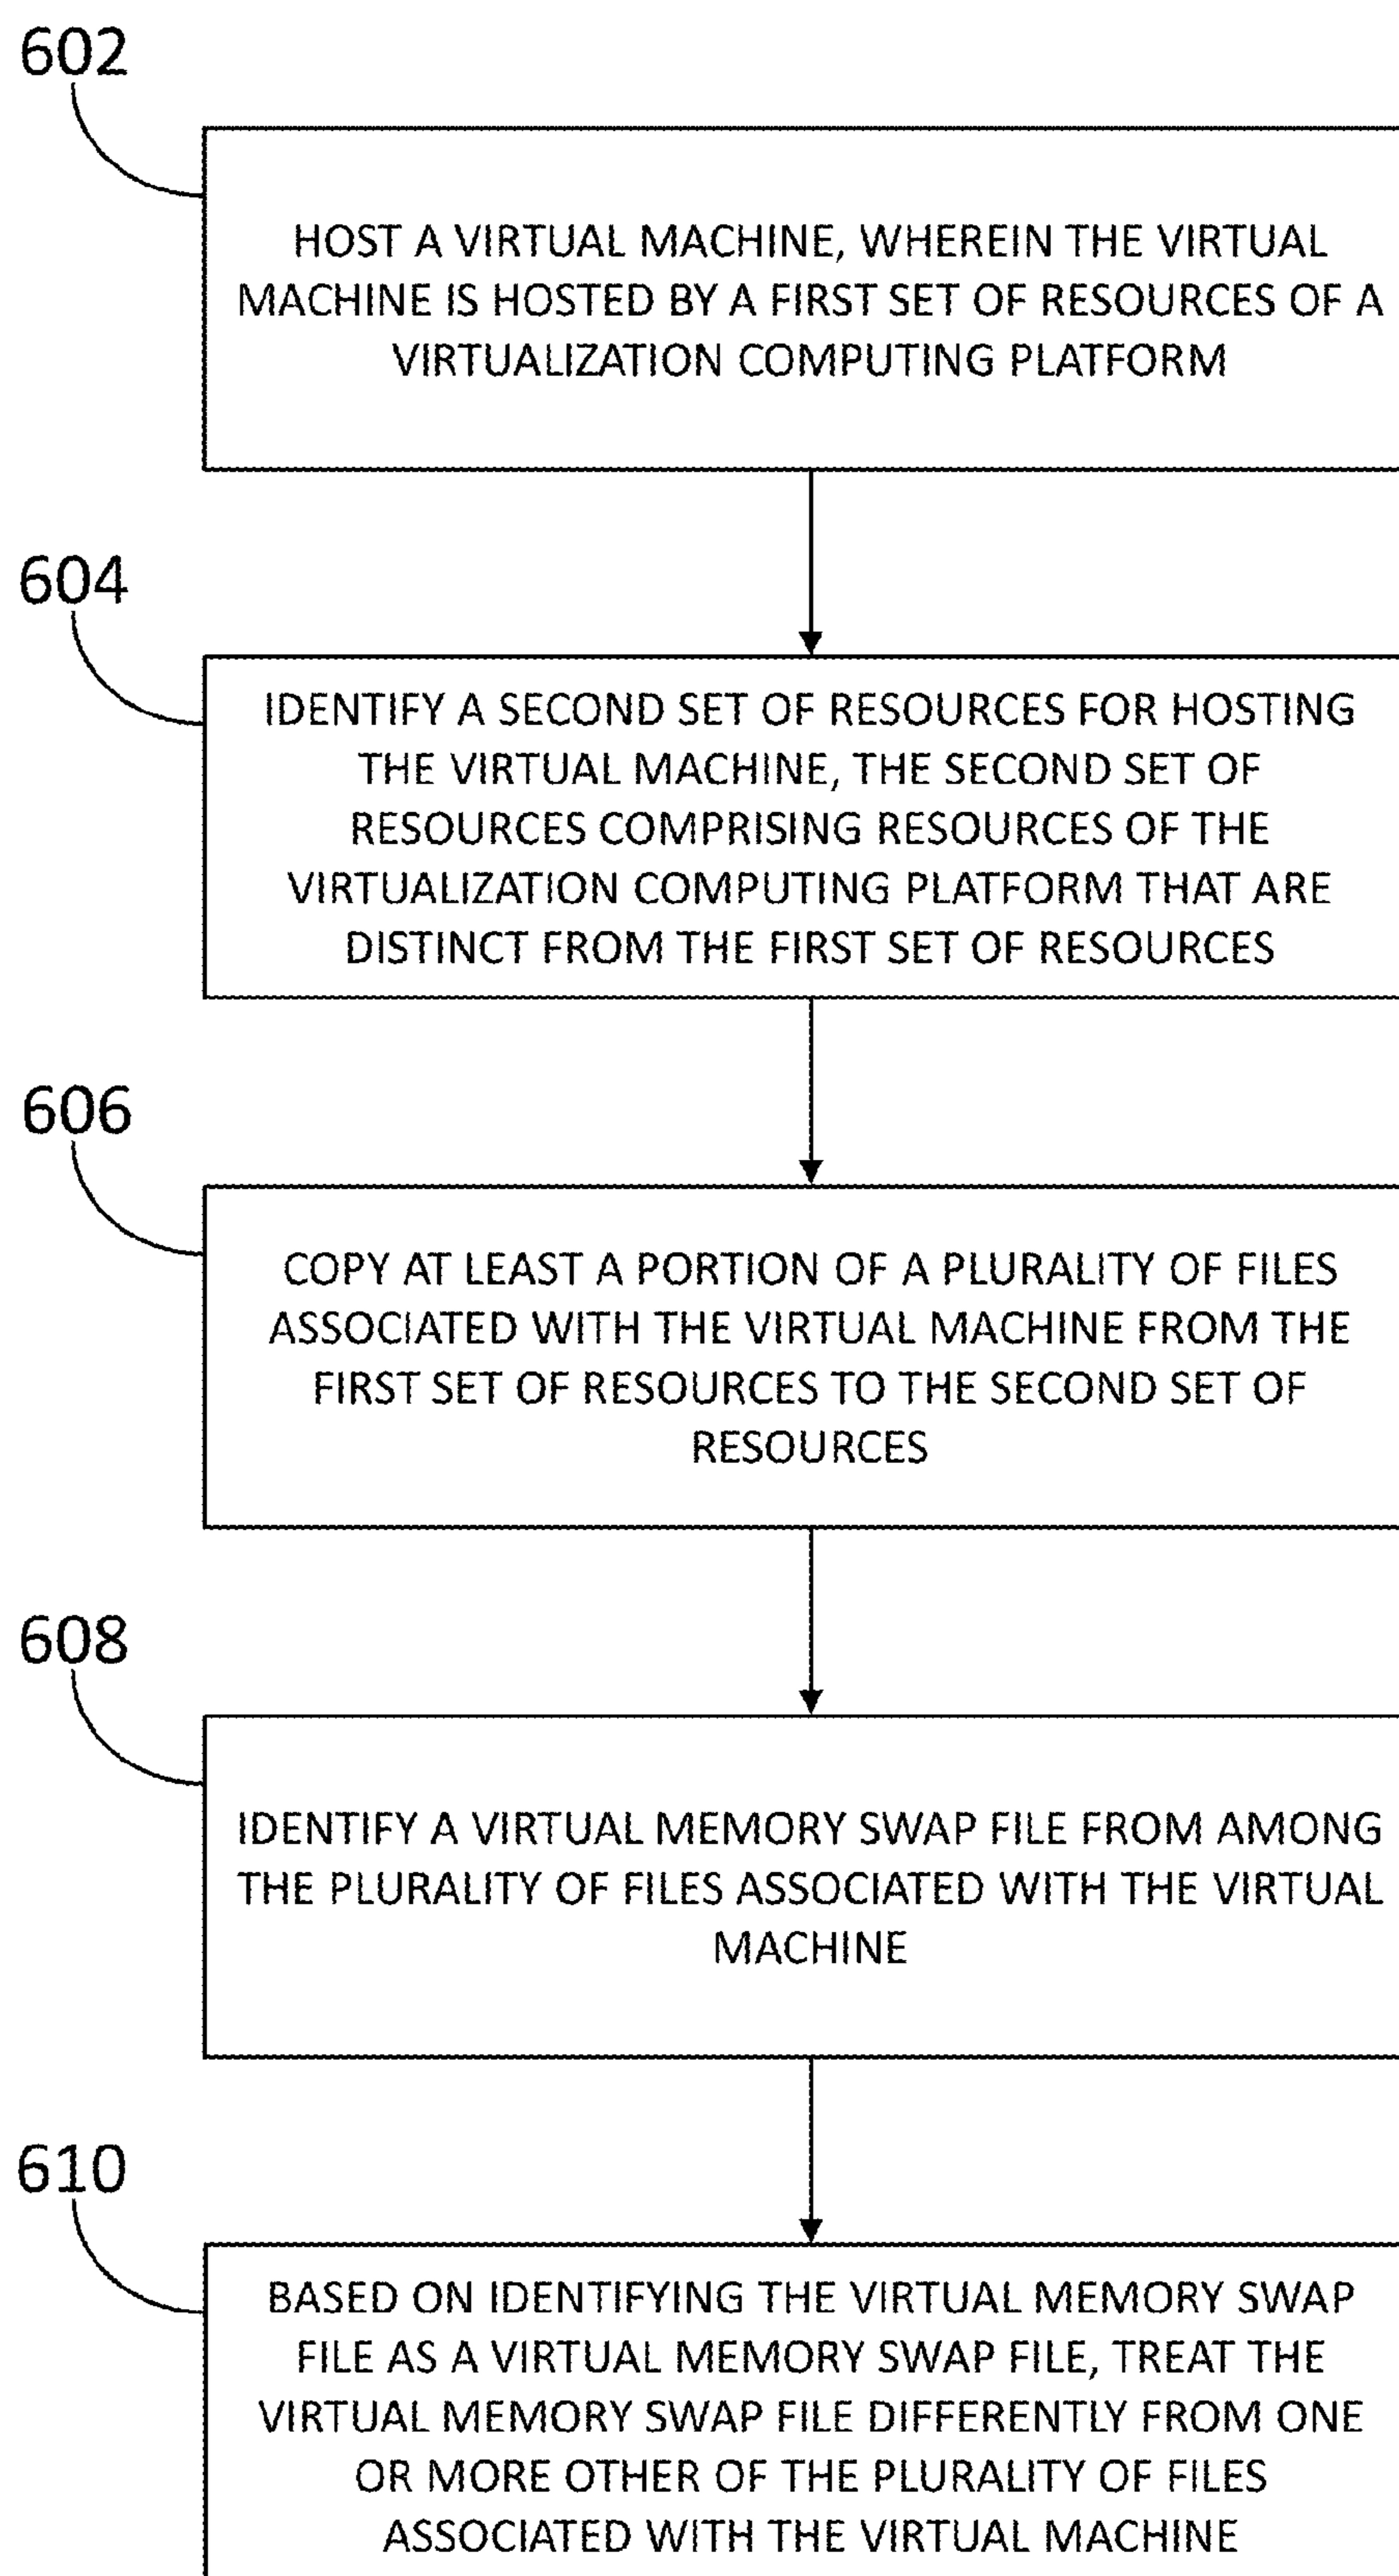 602
HOST A VIRTUAL MACHINE, WHEREIN THE VIRTUAL
MACHINE IS HOSTED BY A FIRST SET OF RESOURCES OF A
VIRTUALIZATION COMPUTING PLATFORM
604
IDENTIFY A SECOND SET OF RESOURCES FOR HOSTING
THE VIRTUAL MACHINE, THE SECOND SET OF
RESOURCES COMPRISING RESOURCES OF THE
VIRTUALIZATION COMPUTING PLATFORM THAT ARE
DISTINCT FROM THE FIRST SET OF RESOURCES
606
COPY AT LEAST A PORTION OF A PLURALITY OF FILES
ASSOCIATED WITH THE VIRTUAL MACHINE FROM THE
FIRST SET OF RESOURCES TO THE SECOND SET OF
RESOURCES
608
IDENTIFY A VIRTUAL MEMORY SWAP FILE FROM AMONG
THE PLURALITY OF FILES ASSOCIATED WITH THE VIRTUAL
MACHINE
610
BASED ON IDENTIFYING THE VIRTUAL MEMORY SWAP
FILE AS A VIRTUAL MEMORY SWAP FILE, TREAT THE
VIRTUAL MEMORY SWAP FILE DIFFERENTLY FROM ONE
OR MORE OTHER OF THE PLURALITY OF FILES
ASSOCIATED WITH THE VIRTUAL MACHINE